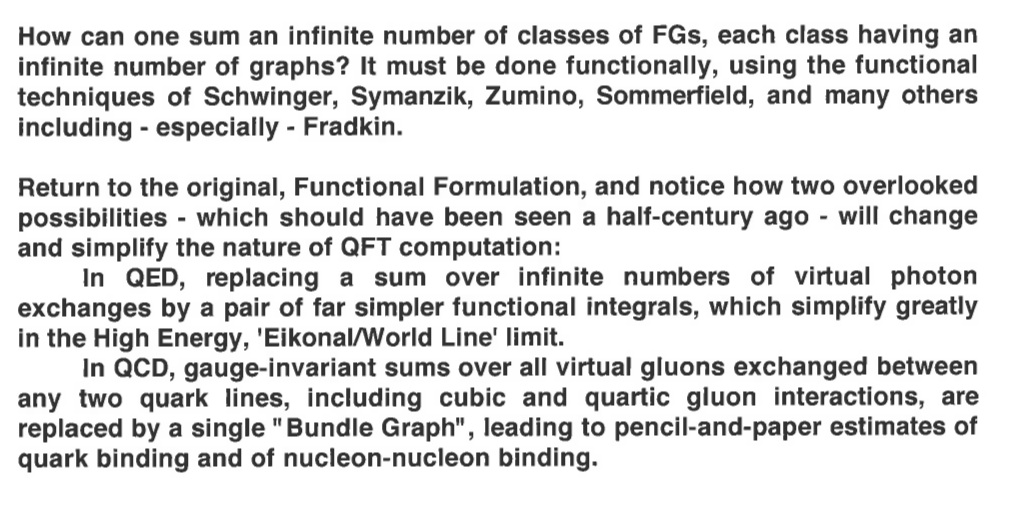 How can one sum an infinite number of classes of FGs, each class having an
infinite number of graphs? It must be done functionally, using the functional
techniques of Schwinger, Symanzik, Zumino, Sommerfield, and many others
including - especially - Fradkin.
Return to the original, Functional Formulation, and notice how two overlooked
possibilities - which should have been seen a half-century ago - will change
and simplify the nature of QFT computation:
In QED, replacing a sum over infinite numbers of virtual photon
exchanges by a pair of far simpler functional integrals, which simplify greatly
in the High Energy, 'Eikonal/World Line' limit.
In QCD, gauge-invariant sums over all virtual gluons exchanged between
any two quark lines, including cubic and quartic gluon interactions, are
replaced by a single "Bundle Graph", leading to pencil-and-paper estimates of
quark binding and of nucleon-nucleon binding.